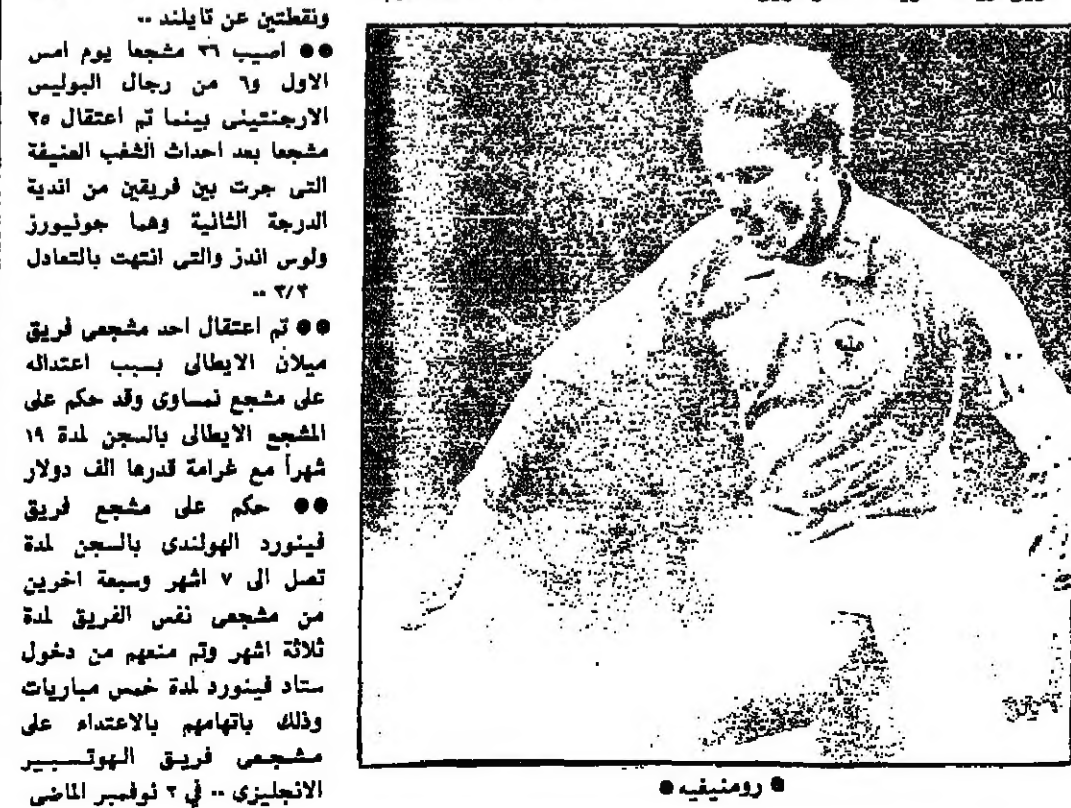 ونقطتين عن تايلند ..
●● اصيب ٣٦ مشجعا يوم امس
الاول و٦ من رجال البوليس
الارجنتينى بينما تم اعتقال ٢٥
مشجعا بعد احداث الشغب العنيفة
التى جرت بين فريقين من اندية
الدرجة الثانية وهما جونيورز
ولوس اندز والتى انتهت بالتعادل
٣/٣ ..
●● تم اعتقال احد مشجعى فريق
ميلان الايطالى بسبب اعتدائه
على مشجع نمساوى وقد حكم على
المشجع الايطالى بالسجن لمدة ١٩
شهرأ مع غرامة قدرها الف دولار
●● حكم على مشجع فريق
فينورد الهولندى بالسجن لمدة
تصل الى ٧ اشهر وسبعة اخرين
من مشجعى نفس الفريق لمدة
ثلاثة اشهر وتم منعهم من دخول
ستاد فينورد لمدة خمس مباريات
وذلك باتهامهم بالاعتداء على
مشجعى فريق الهوتسبير
الانجليزى .. في ٢ نوفمبر الماضى
● رومنيفيه ●